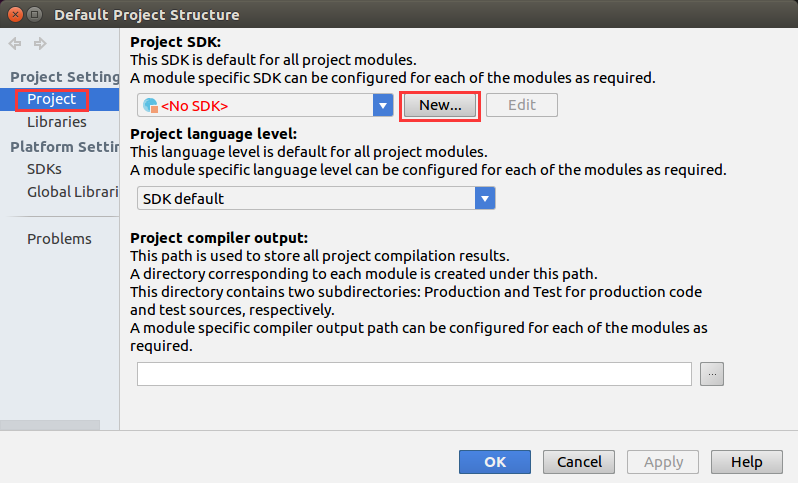 Default Project Structure
Project Setting
Project
Libraries
Platform Settin
SDKs
Global Librari
Problems
Project SDK:
This SDK is default for all project modules.
A module specific SDK can be configured for each of the modules as required.
<No SDK>
New...
Edit
Project language level:
This language level is default for all project modules.
A module specific language level can be configured for each of the modules as required.
SDK default
Project compiler output:
This path is used to store all project compilation results.
A directory corresponding to each module is created under this path.
This directory contains two subdirectories: Production and Test for production code
and test sources, respectively.
A module specific compiler output path can be configured for each of the modules as
required.
...
OK
Cancel
Apply
Help